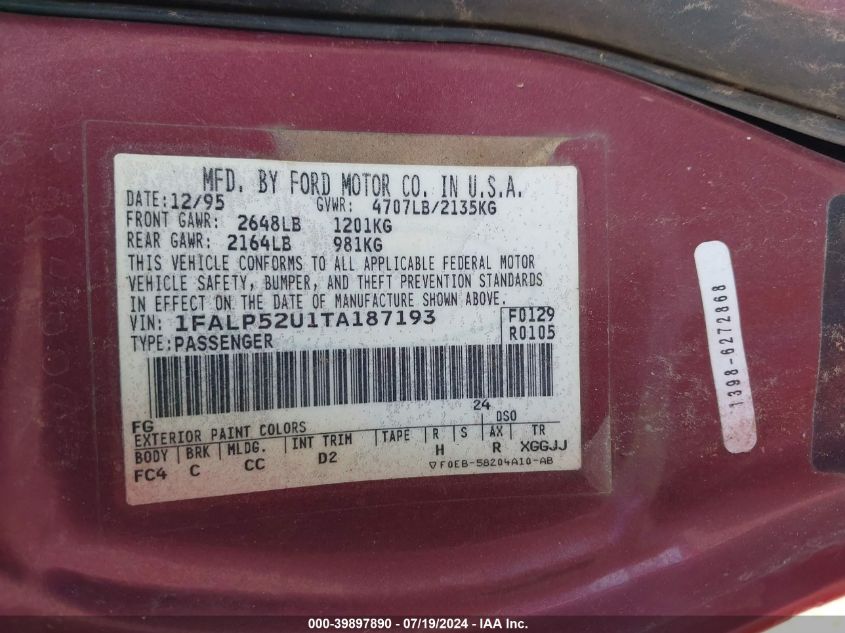 MFD. BY FORD MOTOR CO. IN U.S.A.
DATE: 12/95 GVWR: 4707LB/2135KG
FRONT GAWR: 2648LB 1201KG
REAR GAWR: 2164LB 981KG
THIS VEHICLE CONFORMS TO ALL APPLICABLE FEDERAL MOTOR
VEHICLE SAFETY, BUMPER, AND THEFT PREVENTION STANDARDS
IN EFFECT ON THE DATE OF MANUFACTURE SHOWN ABOVE.
VIN: 1FALP52U1TA187193 F0129
TYPE: PASSENGER R0105
24
FG DSO
EXTERIOR PAINT COLORS
BODY BRK MLDG. INT TRIM TAPE R S AX TR
FC4 C CC D2 H R XGGJJ
▽F0EB-58204A10-AB
1398-6272868
000-39897890 - 07/19/2024 - IAA, Inc.